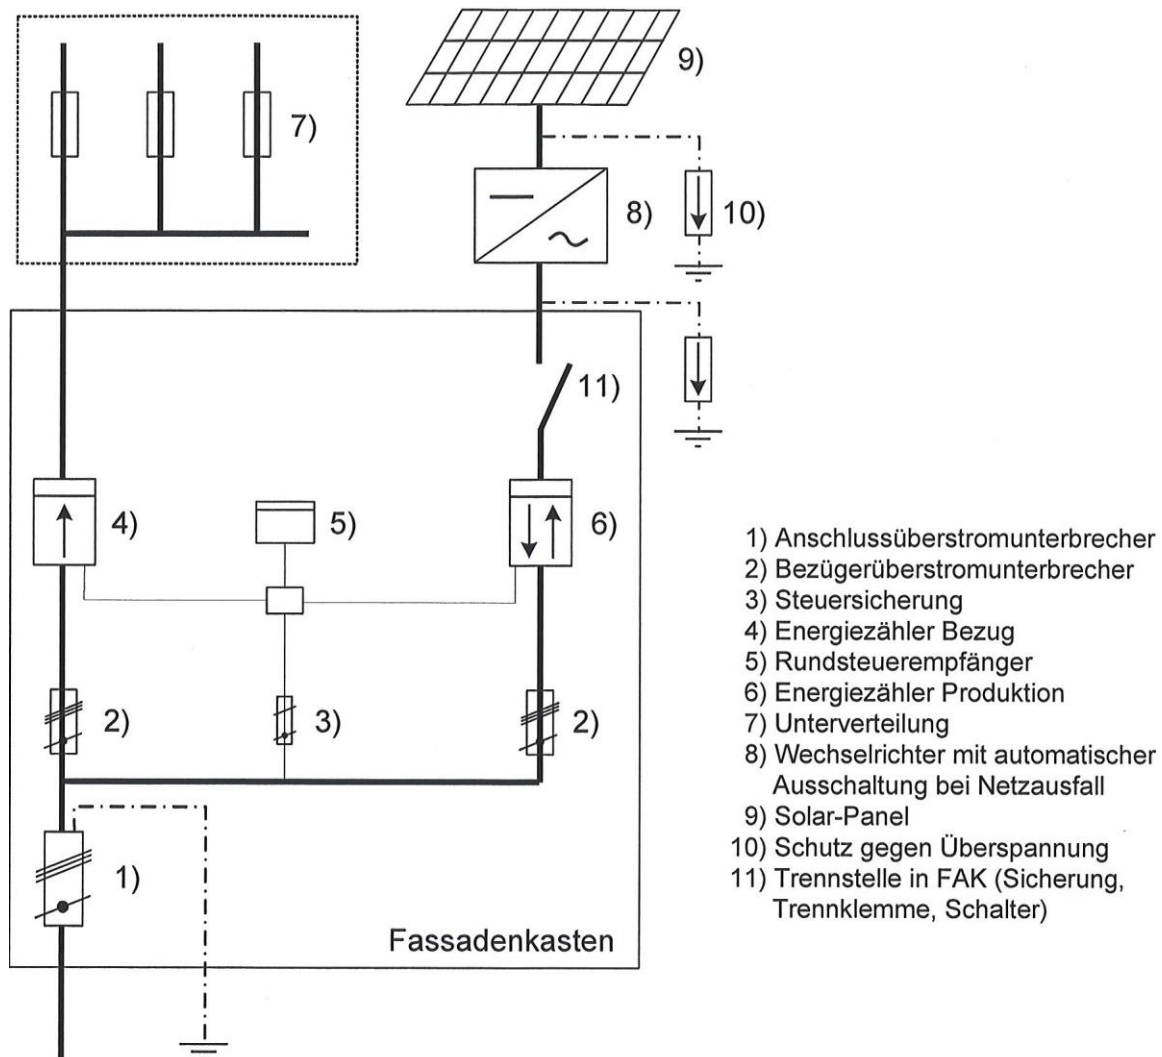 9)
7)
8)
10)
11)
4)
5)
6)
2)
3)
2)
1)
Fassadenkasten
1) Anschlussüberstromunterbrecher
2) Bezügerüberstromunterbrecher
3) Steuersicherung
4) Energiezähler Bezug
5) Rundsteuerempfänger
6) Energiezähler Produktion
7) Unterverteilung
8) Wechselrichter mit automatischer
Ausschaltung bei Netzausfall
9) Solar-Panel
10) Schutz gegen Überspannung
11) Trennstelle in FAK (Sicherung,
Trennklemme, Schalter)